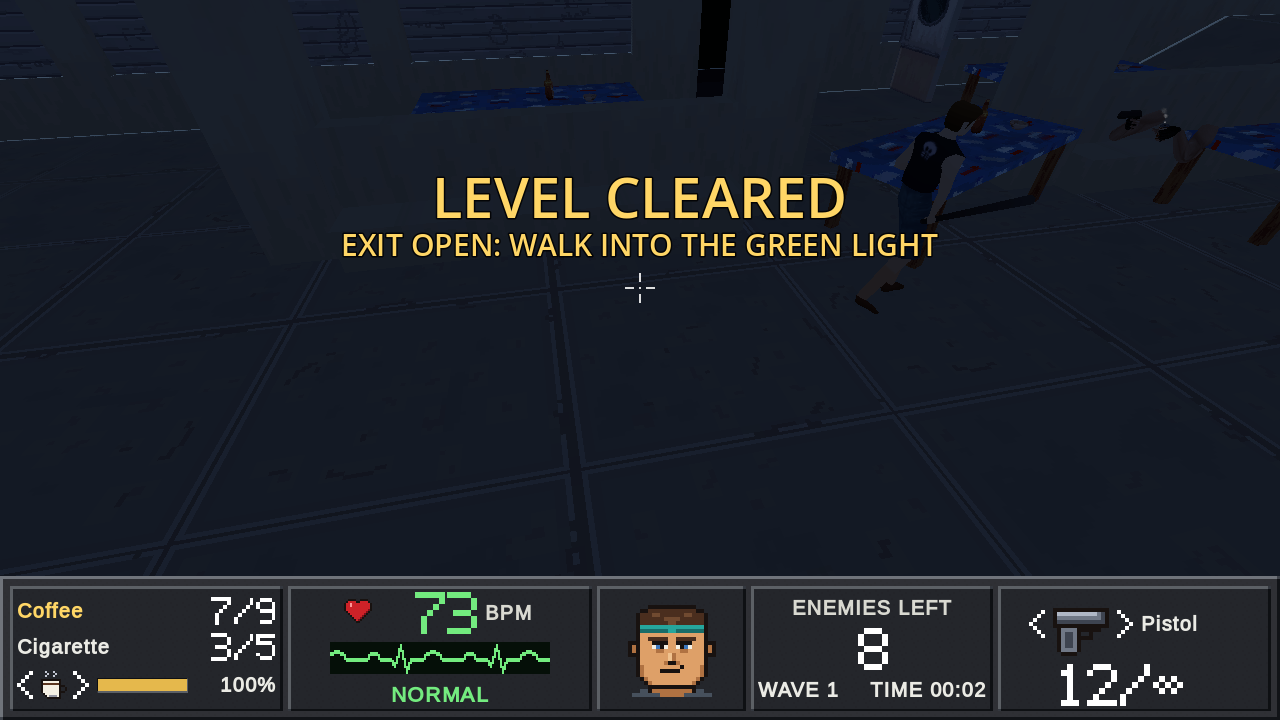 LEVEL CLEARED
EXIT OPEN: WALK INTO THE GREEN LIGHT
Coffee 7/9
Cigarette 3/5
100%
73 BPM
NORMAL
ENEMIES LEFT
8
WAVE 1 TIME 00:02
Pistol
12/∞